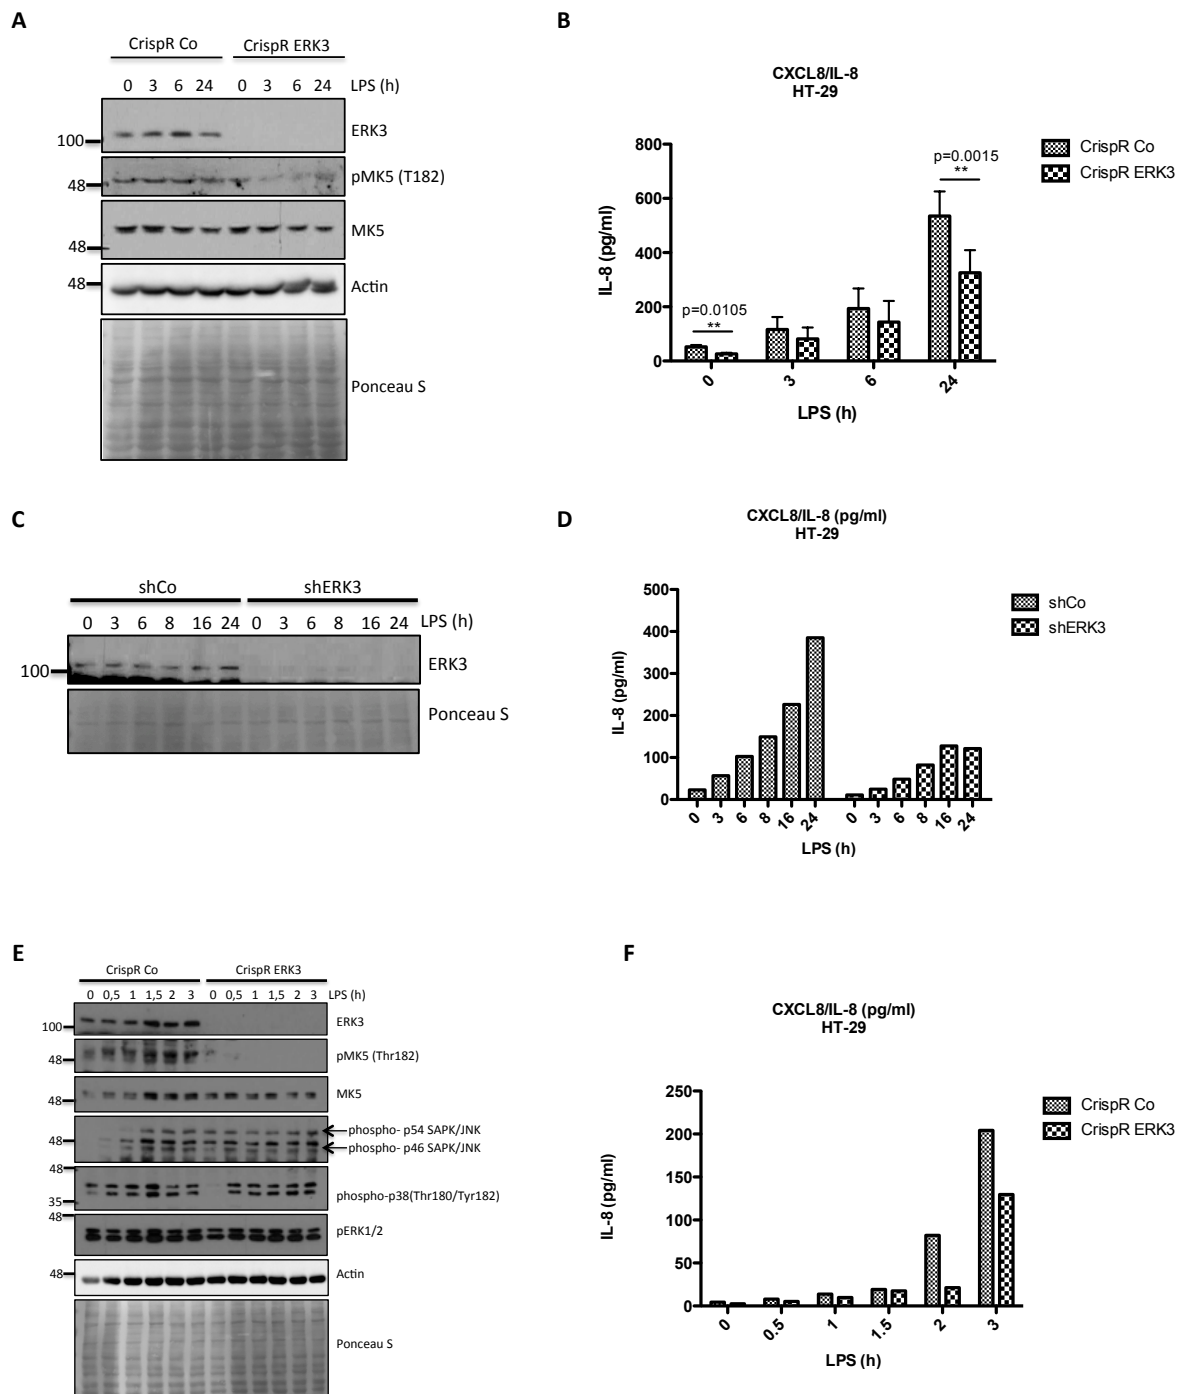 A
CrispR Co CrispR ERK3
0 3 6 24 0 3 6 24 LPS (h)
100 ERK3
48 pMK5 (T182)
48 MK5
48 Actin
Ponceau S
B
CXCL8/IL-8
HT-29
CrispR Co
CrispR ERK3
IL-8 (pg/ml)
800
600
400
200
0
p=0.0105
**
p=0.0015
**
0 3 6 24
LPS (h)
C
shCo shERK3
0 3 6 8 16 24 0 3 6 8 16 24 LPS (h)
100 ERK3
Ponceau S
D
CXCL8/IL-8 (pg/ml)
HT-29
shCo
shERK3
IL-8 (pg/ml)
500
400
300
200
100
0
0 3 6 8 16 24 0 3 6 8 16 24
LPS (h)
E
CrispR Co CrispR ERK3
0 0,5 1 1,5 2 3 0 0,5 1 1,5 2 3 LPS (h)
100 ERK3
48 pMK5 (Thr182)
48 MK5
phospho- p54 SAPK/JNK
48 phospho- p46 SAPK/JNK
48
35 phospho-p38(Thr180/Tyr182)
48 pERK1/2
48 Actin
Ponceau S
F
CXCL8/IL-8 (pg/ml)
HT-29
CrispR Co
CrispR ERK3
IL-8 (pg/ml)
250
200
150
100
50
0
0 0.5 1 1.5 2 3
LPS (h)